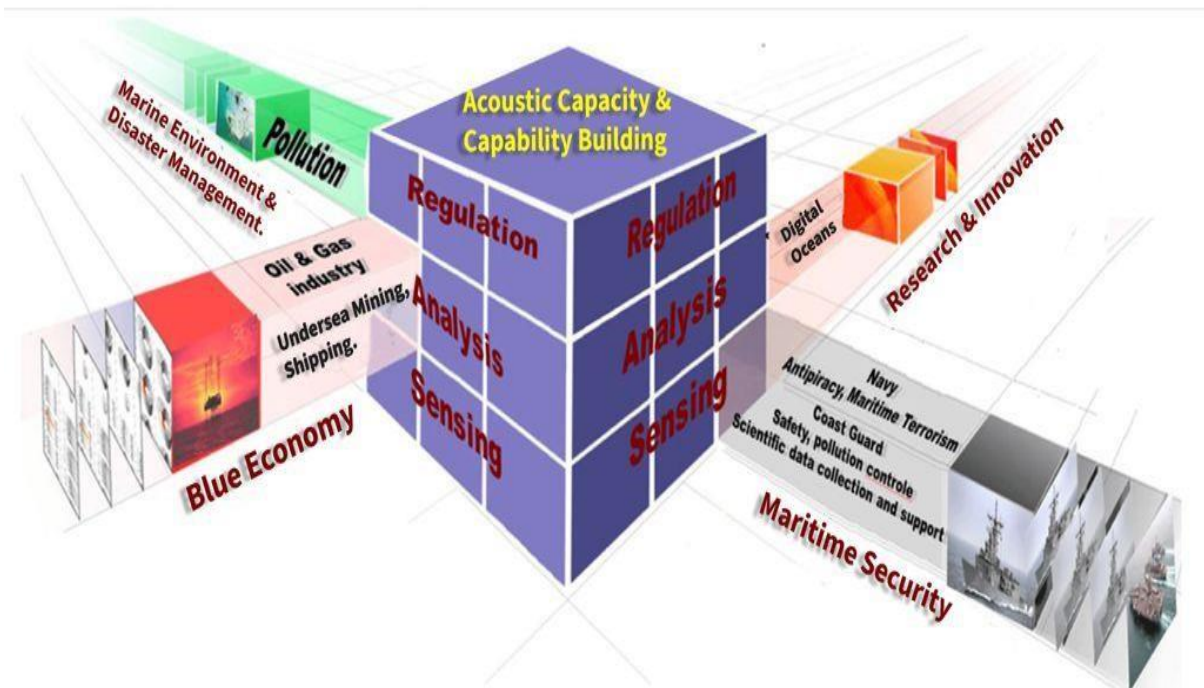 Acoustic Capacity &
Capability Building
Marine Environment &
Disaster Management.
Pollution
Regulation
Analysis
Sensing
Regulation
Analysis
Sensing
Digital
Oceans
Research & Innovation
Oil & Gas
industry
Undersea Mining,
Shipping.
Blue Economy
Navy
Antipiracy, Maritime Terrorism
Coast Guard
Safety, pollution controle
Scientific data collection and support
Maritime Security